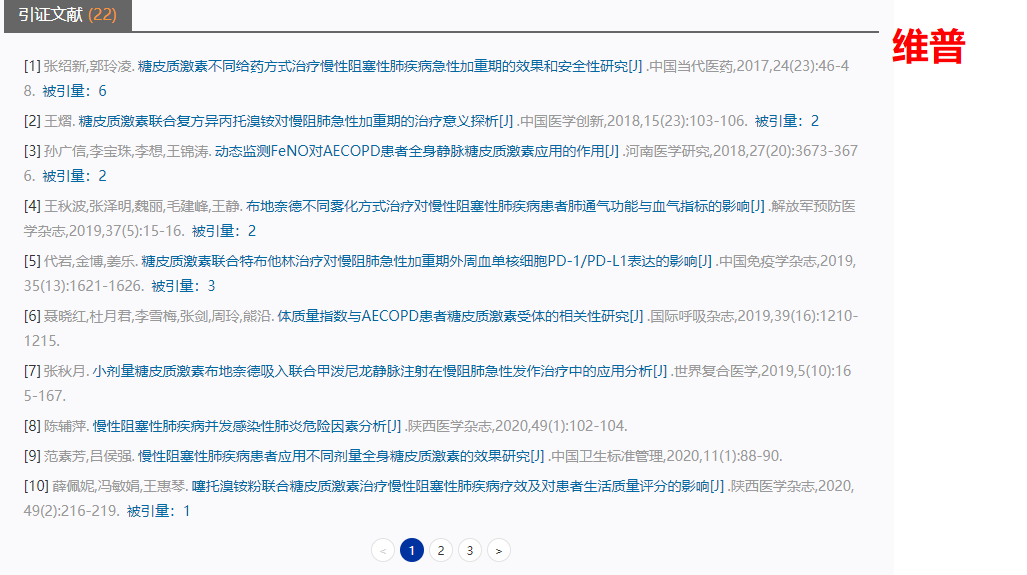 引证文献 (22)
维普
[1] 张绍新,郭玲凌. 糖皮质激素不同给药方式治疗慢性阻塞性肺疾病急性加重期的效果和安全性研究[J] .中国当代医药,2017,24(23):46-4
8. 被引量：6
[2] 王熠. 糖皮质激素联合复方异丙托溴铵对慢阻肺急性加重期的治疗意义探析[J] .中国医学创新,2018,15(23):103-106. 被引量：2
[3] 孙广信,李宝珠,李想,王锦涛. 动态监测FeNO对AECOPD患者全身静脉糖皮质激素应用的作用[J] .河南医学研究,2018,27(20):3673-367
6. 被引量：2
[4] 王秋波,张泽明,魏丽,毛建峰,王静. 布地奈德不同雾化方式治疗对慢性阻塞性肺疾病患者肺通气功能与血气指标的影响[J] .解放军预防医
学杂志,2019,37(5):15-16. 被引量：2
[5] 代岩,金博,姜乐. 糖皮质激素联合特布他林治疗对慢阻肺急性加重期外周血单核细胞PD-1/PD-L1表达的影响[J] .中国免疫学杂志,2019,
35(13):1621-1626. 被引量：3
[6] 聂晓红,杜月君,李雪梅,张剑,周玲,熊沿. 体质量指数与AECOPD患者糖皮质激素受体的相关性研究[J] .国际呼吸杂志,2019,39(16):1210-
1215.
[7] 张秋月. 小剂量糖皮质激素布地奈德吸入联合甲泼尼龙静脉注射在慢阻肺急性发作治疗中的应用分析[J] .世界复合医学,2019,5(10):16
5-167.
[8] 陈辅萍. 慢性阻塞性肺疾病并发感染性肺炎危险因素分析[J] .陕西医学杂志,2020,49(1):102-104.
[9] 范素芳,吕侯强. 慢性阻塞性肺疾病患者应用不同剂量全身糖皮质激素的效果研究[J] .中国卫生标准管理,2020,11(1):88-90.
[10] 薛佩妮,冯敏娟,王惠琴. 噻托溴铵粉联合糖皮质激素治疗慢性阻塞性肺疾病疗效及对患者生活质量评分的影响[J] .陕西医学杂志,2020,
49(2):216-219. 被引量：1
< 1 2 3 >